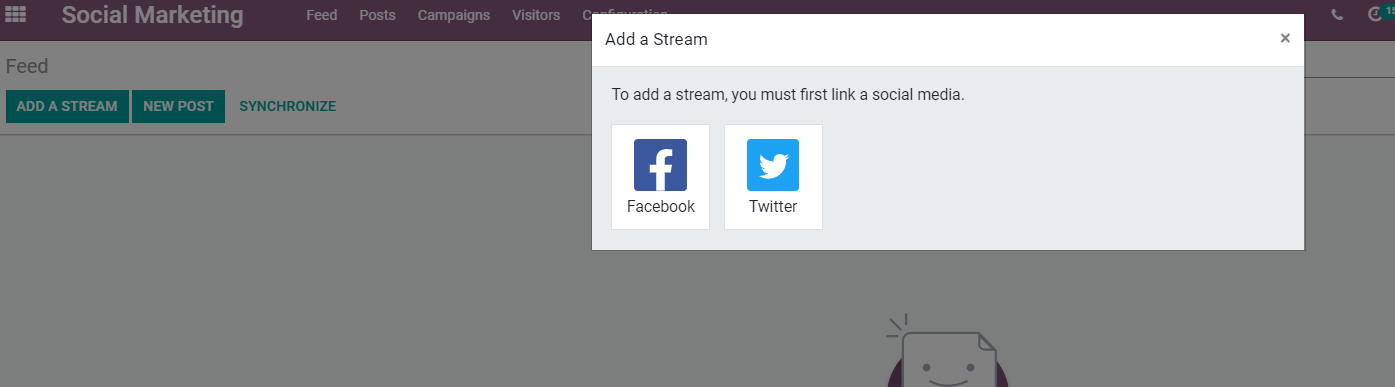 Social Marketing
Feed
Posts
Campaigns
Visitors
Add a Stream
×
Feed
ADD A STREAM
NEW POST
SYNCHRONIZE
To add a stream, you must first link a social media.
Facebook
Twitter